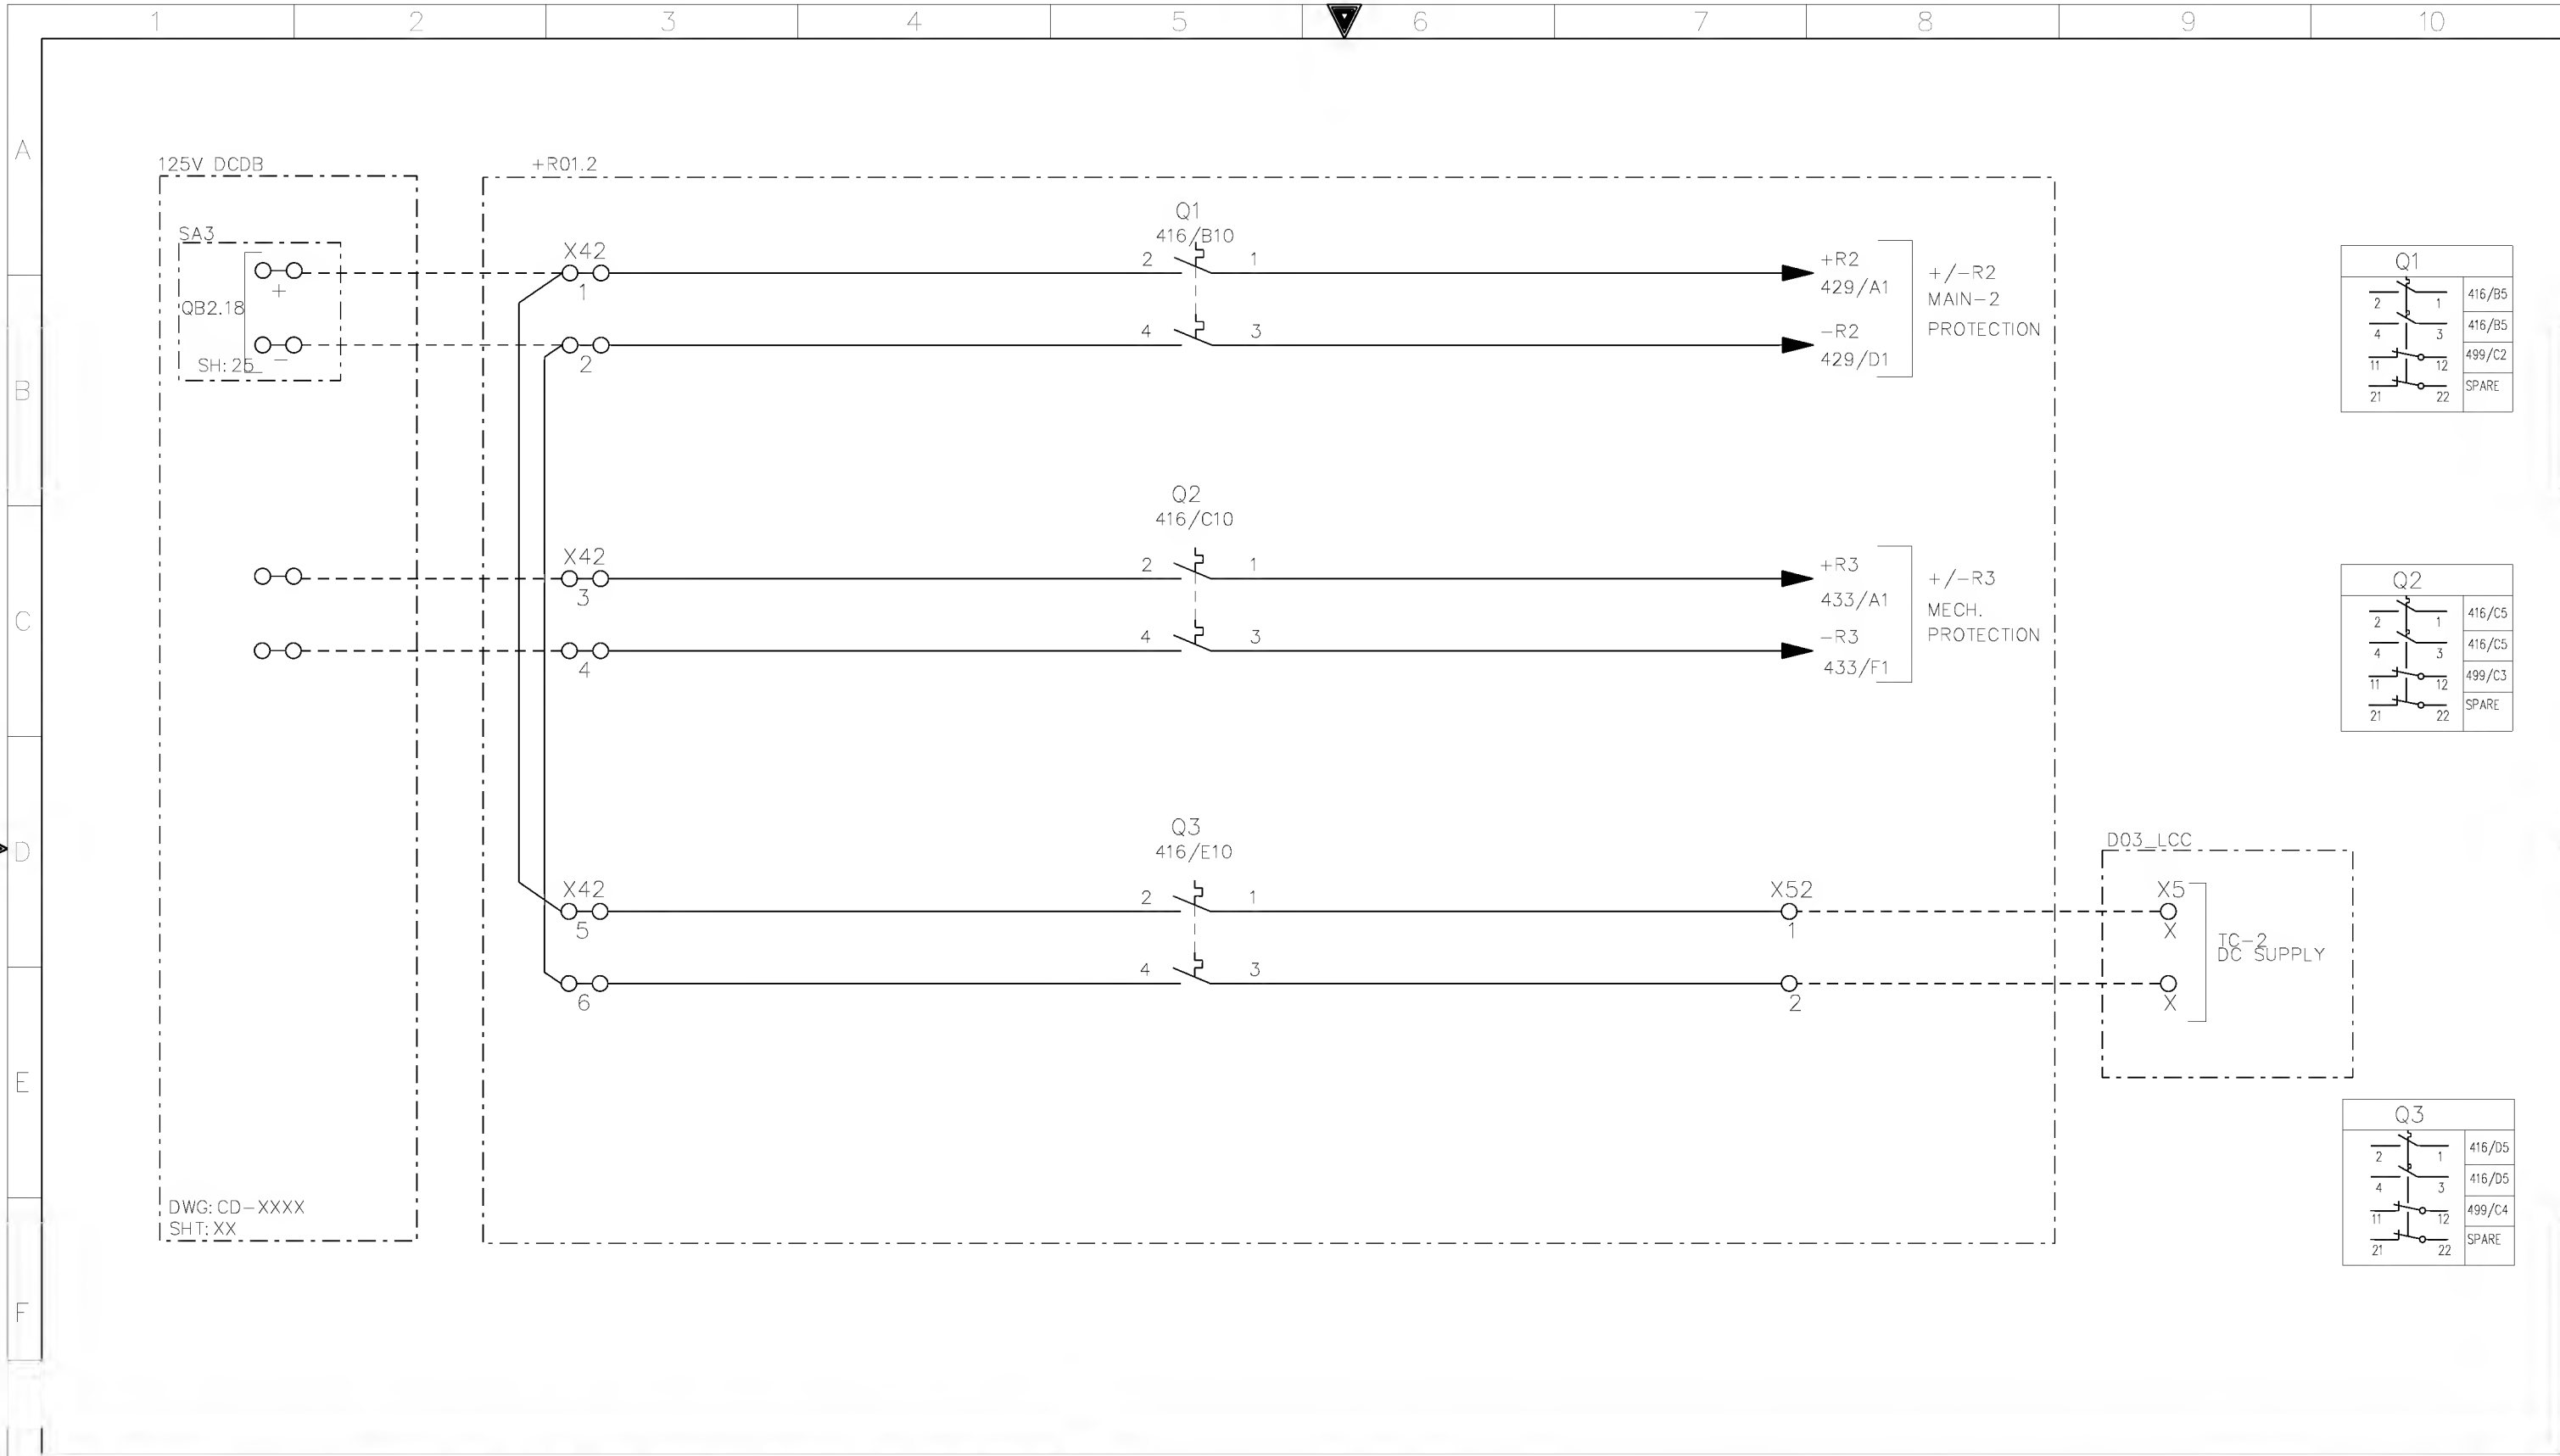 1 2 3 4 5 6 7 8 9 10
A
B
C
D
E
F
125V DCDB
SA3
+
QB2.18
−
SH: 25
DWG: CD-XXXX
SHT: XX
+R01.2
X42
1
2
Q1
416/B10
2 1
4 3
+R2
429/A1
-R2
429/D1
+/-R2
MAIN-2
PROTECTION
X42
3
4
Q2
416/C10
2 1
4 3
+R3
433/A1
-R3
433/F1
+/-R3
MECH.
PROTECTION
X42
5
6
Q3
416/E10
2 1
4 3
X52
1
2
D03_LCC
X5
X
X
TC-2
DC SUPPLY
Q1
2 1 416/B5
4 3 416/B5
11 12 499/C2
21 22 SPARE
Q2
2 1 416/C5
4 3 416/C5
11 12 499/C3
21 22 SPARE
Q3
2 1 416/D5
4 3 416/D5
11 12 499/C4
21 22 SPARE